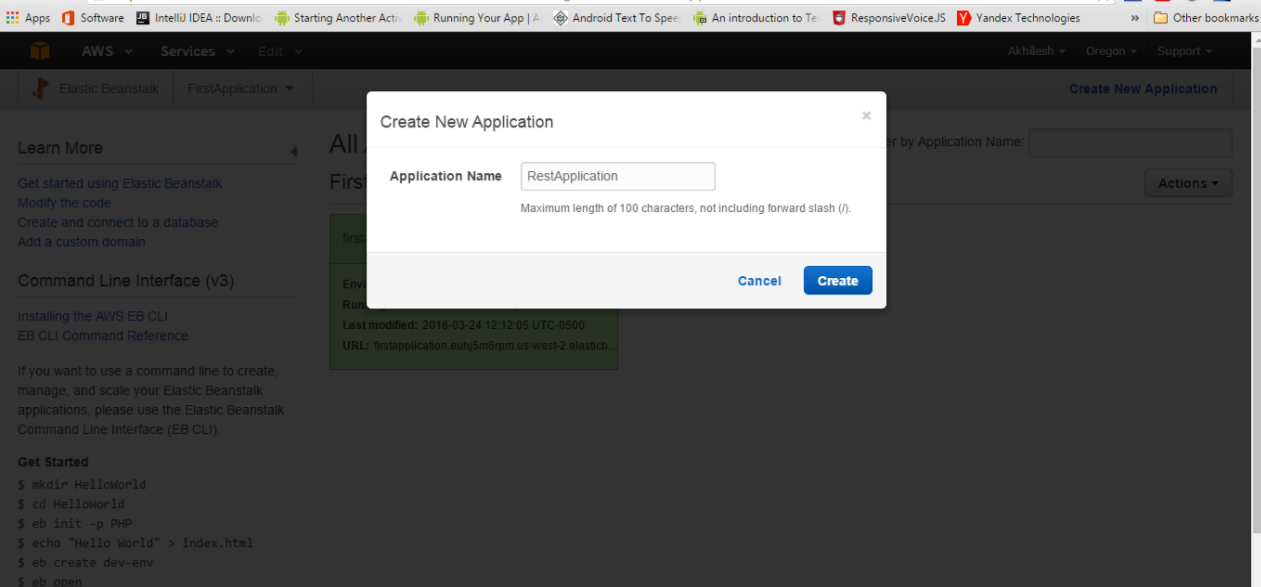 Apps Software IntelliJ IDEA :: Downlo Starting Another Activ Running Your App | A Android Text To Spee an introduction to Te ResponsiveVoiceJS Yandex Technologies » Other bookmarks
AWS Services Edit Akhilesh Oregon Support
Elastic Beanstalk FirstApplication Create New Application
Create New Application ×
Learn More All er by Application Name:
Application Name RestApplication
Get started using Elastic Beanstalk First Actions
Modify the code
Maximum length of 100 characters, not including forward slash (/).
Create and connect to a database
Add a custom domain first
Command Line Interface (v3) Envi Cancel Create
Run
Installing the AWS EB CLI Last modified: 2016-03-24 12:12:05 UTC-0500
EB CLI Command Reference URL: firstapplication.euhj5m6rpm.us-west-2.elasticb...
If you want to use a command line to create,
manage, and scale your Elastic Beanstalk
applications, please use the Elastic Beanstalk
Command Line Interface (EB CLI).
Get Started
$ mkdir HelloWorld
$ cd HelloWorld
$ eb init -p PHP
$ echo "Hello World" > index.html
$ eb create dev-env
$ eb open